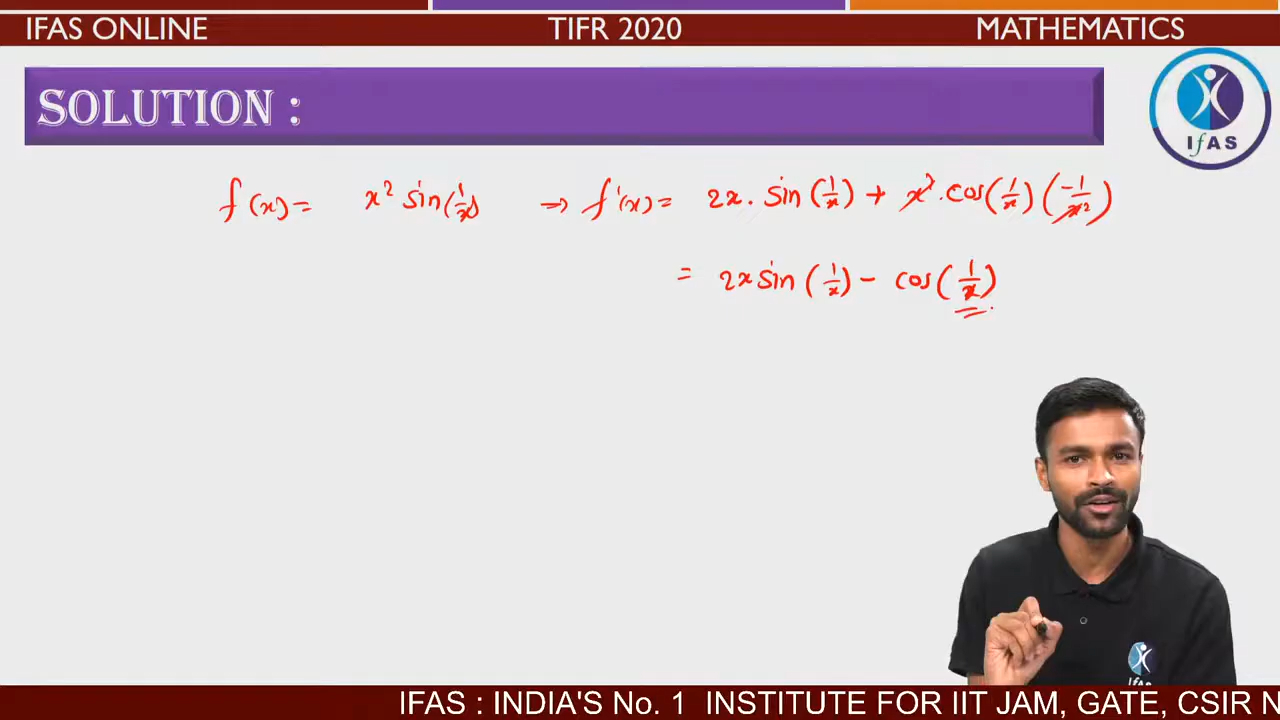 IFAS ONLINE TIFR 2020 MATHEMATICS
SOLUTION :
IfAS
f(x) = x² sin(1/x) ⇒ f'(x) = 2x. sin(1/x) + x². cos(1/x) (-1/x²)
= 2x sin(1/x) - cos(1/x)
IFAS
IFAS : INDIA'S No. 1 INSTITUTE FOR IIT JAM, GATE, CSIR N